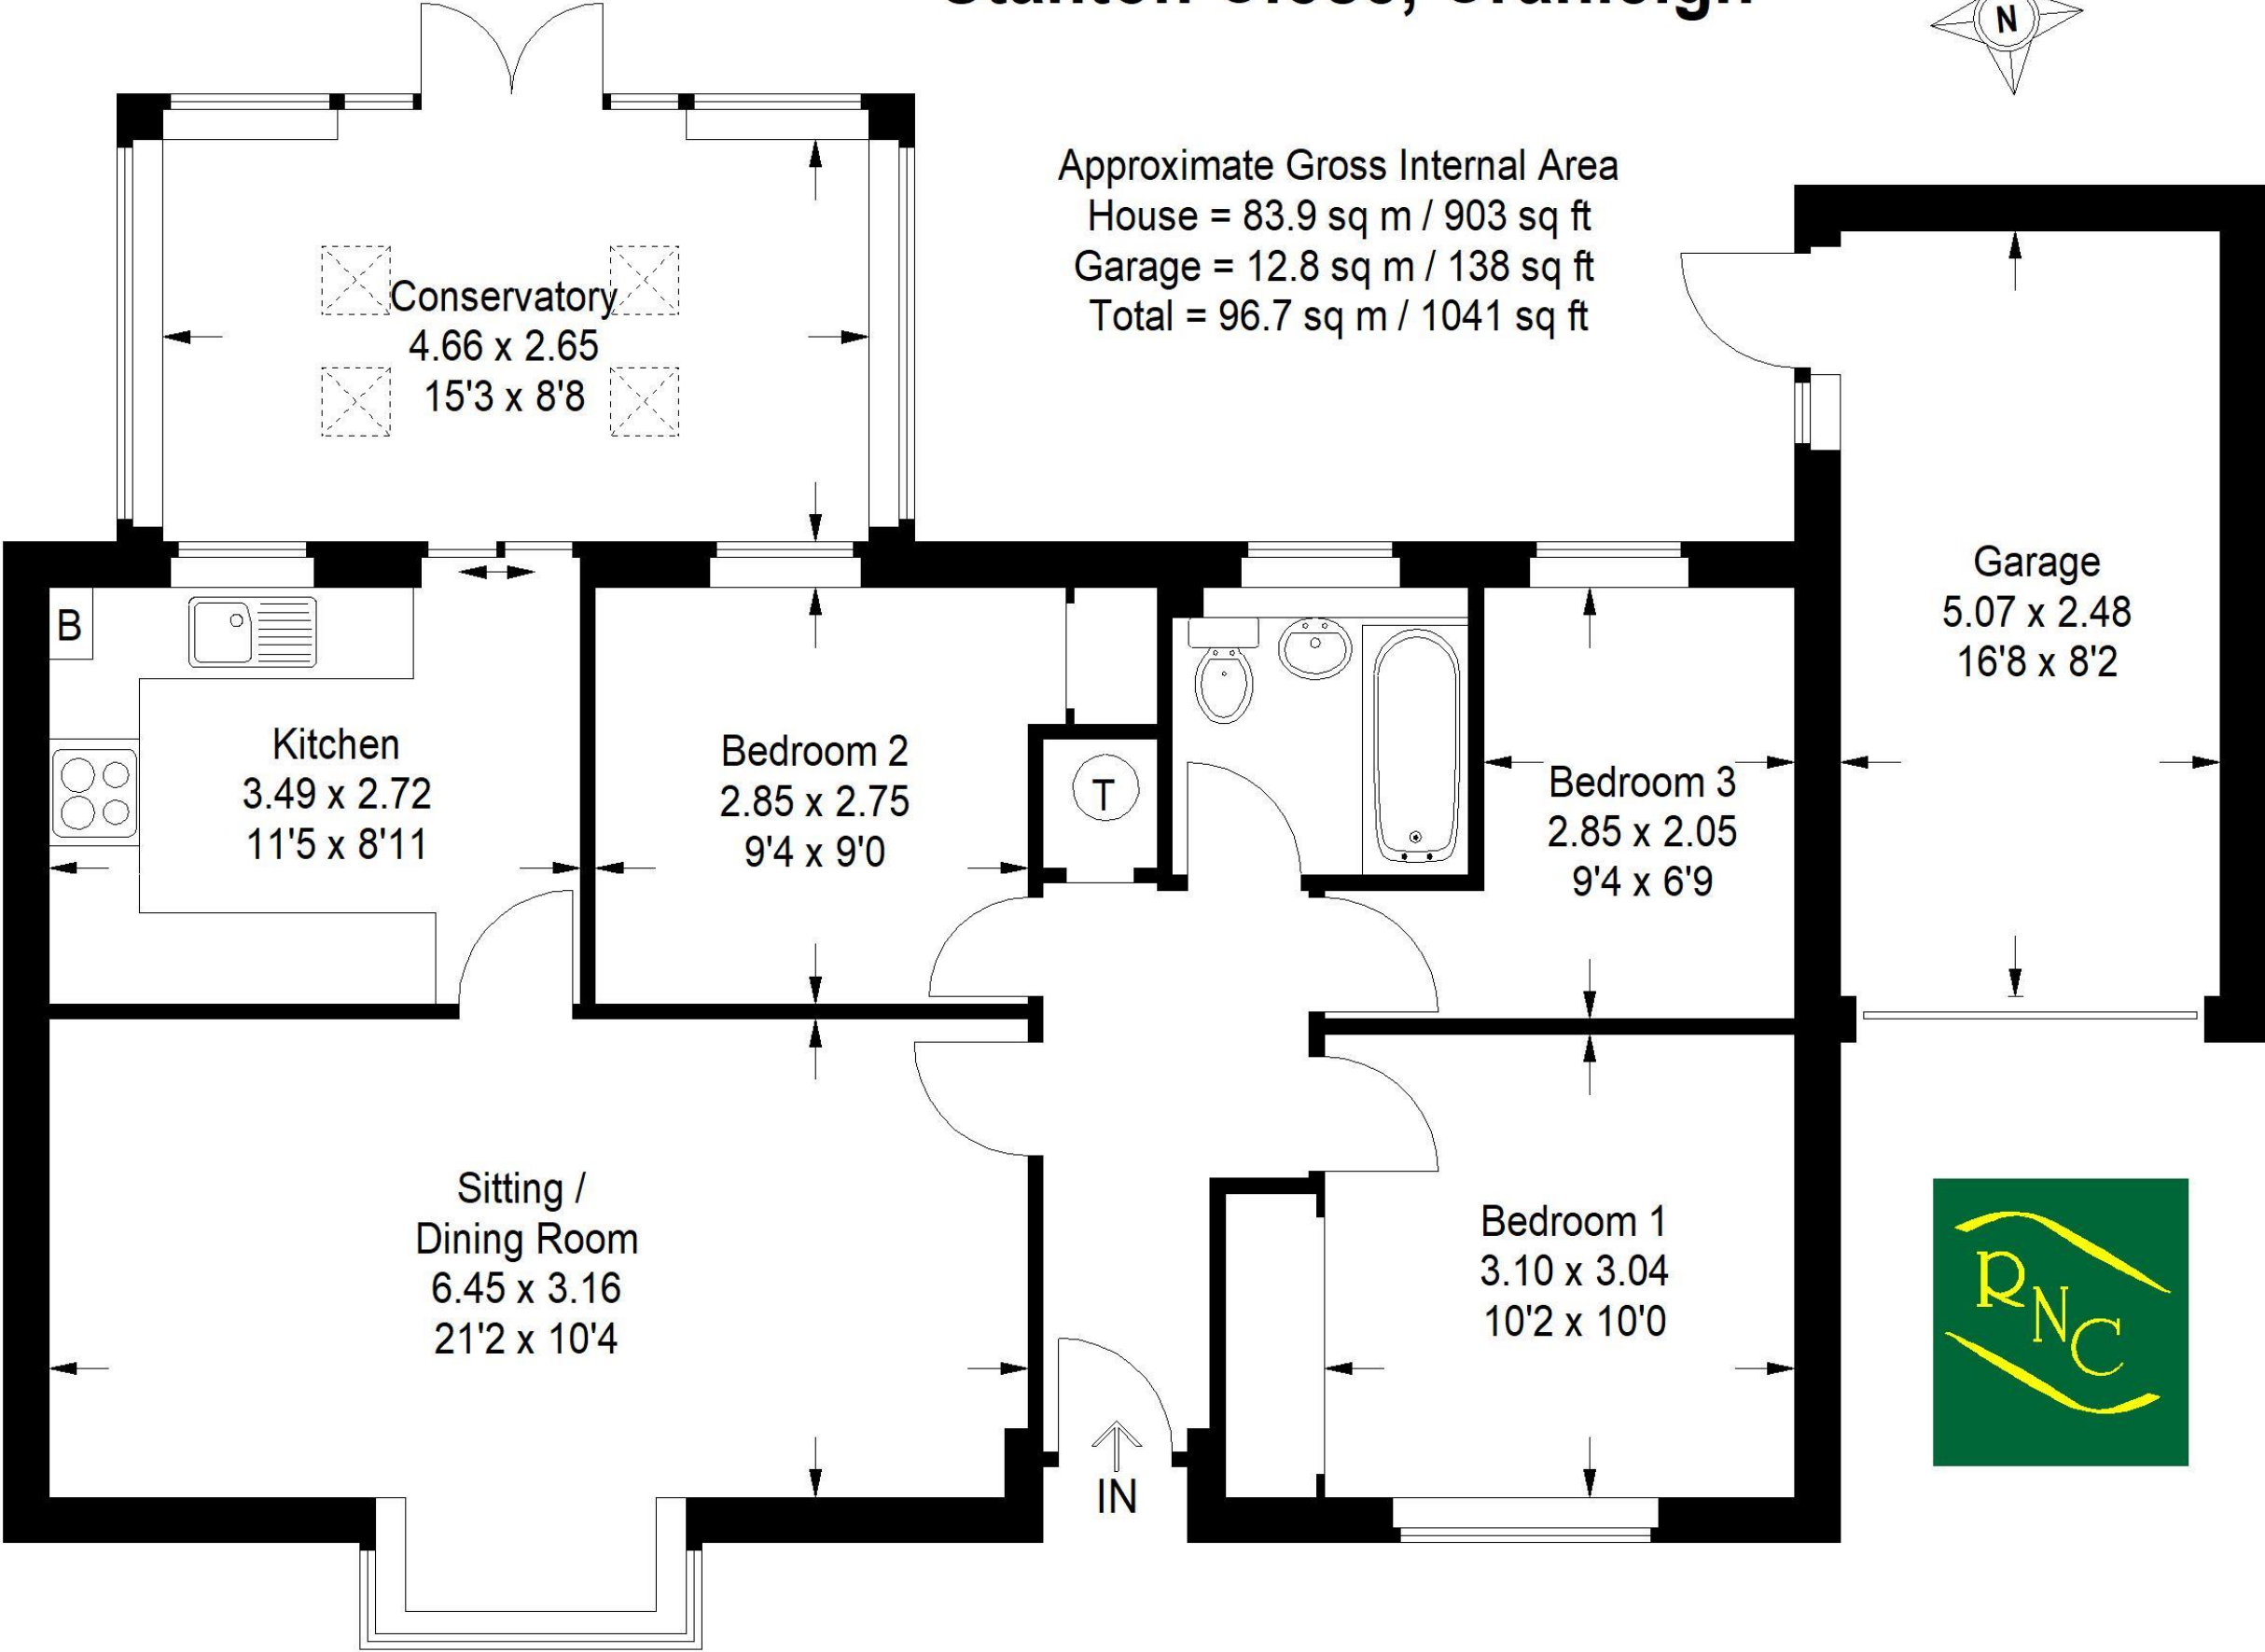 Stanton Close, Cranleigh
N
Approximate Gross Internal Area
House = 83.9 sq m / 903 sq ft
Garage = 12.8 sq m / 138 sq ft
Total = 96.7 sq m / 1041 sq ft
Conservatory
4.66 x 2.65
15'3 x 8'8
Garage
5.07 x 2.48
16'8 x 8'2
B
Kitchen
3.49 x 2.72
11'5 x 8'11
Bedroom 2
2.85 x 2.75
9'4 x 9'0
T
Bedroom 3
2.85 x 2.05
9'4 x 6'9
Sitting /
Dining Room
6.45 x 3.16
21'2 x 10'4
Bedroom 1
3.10 x 3.04
10'2 x 10'0
IN
RNC